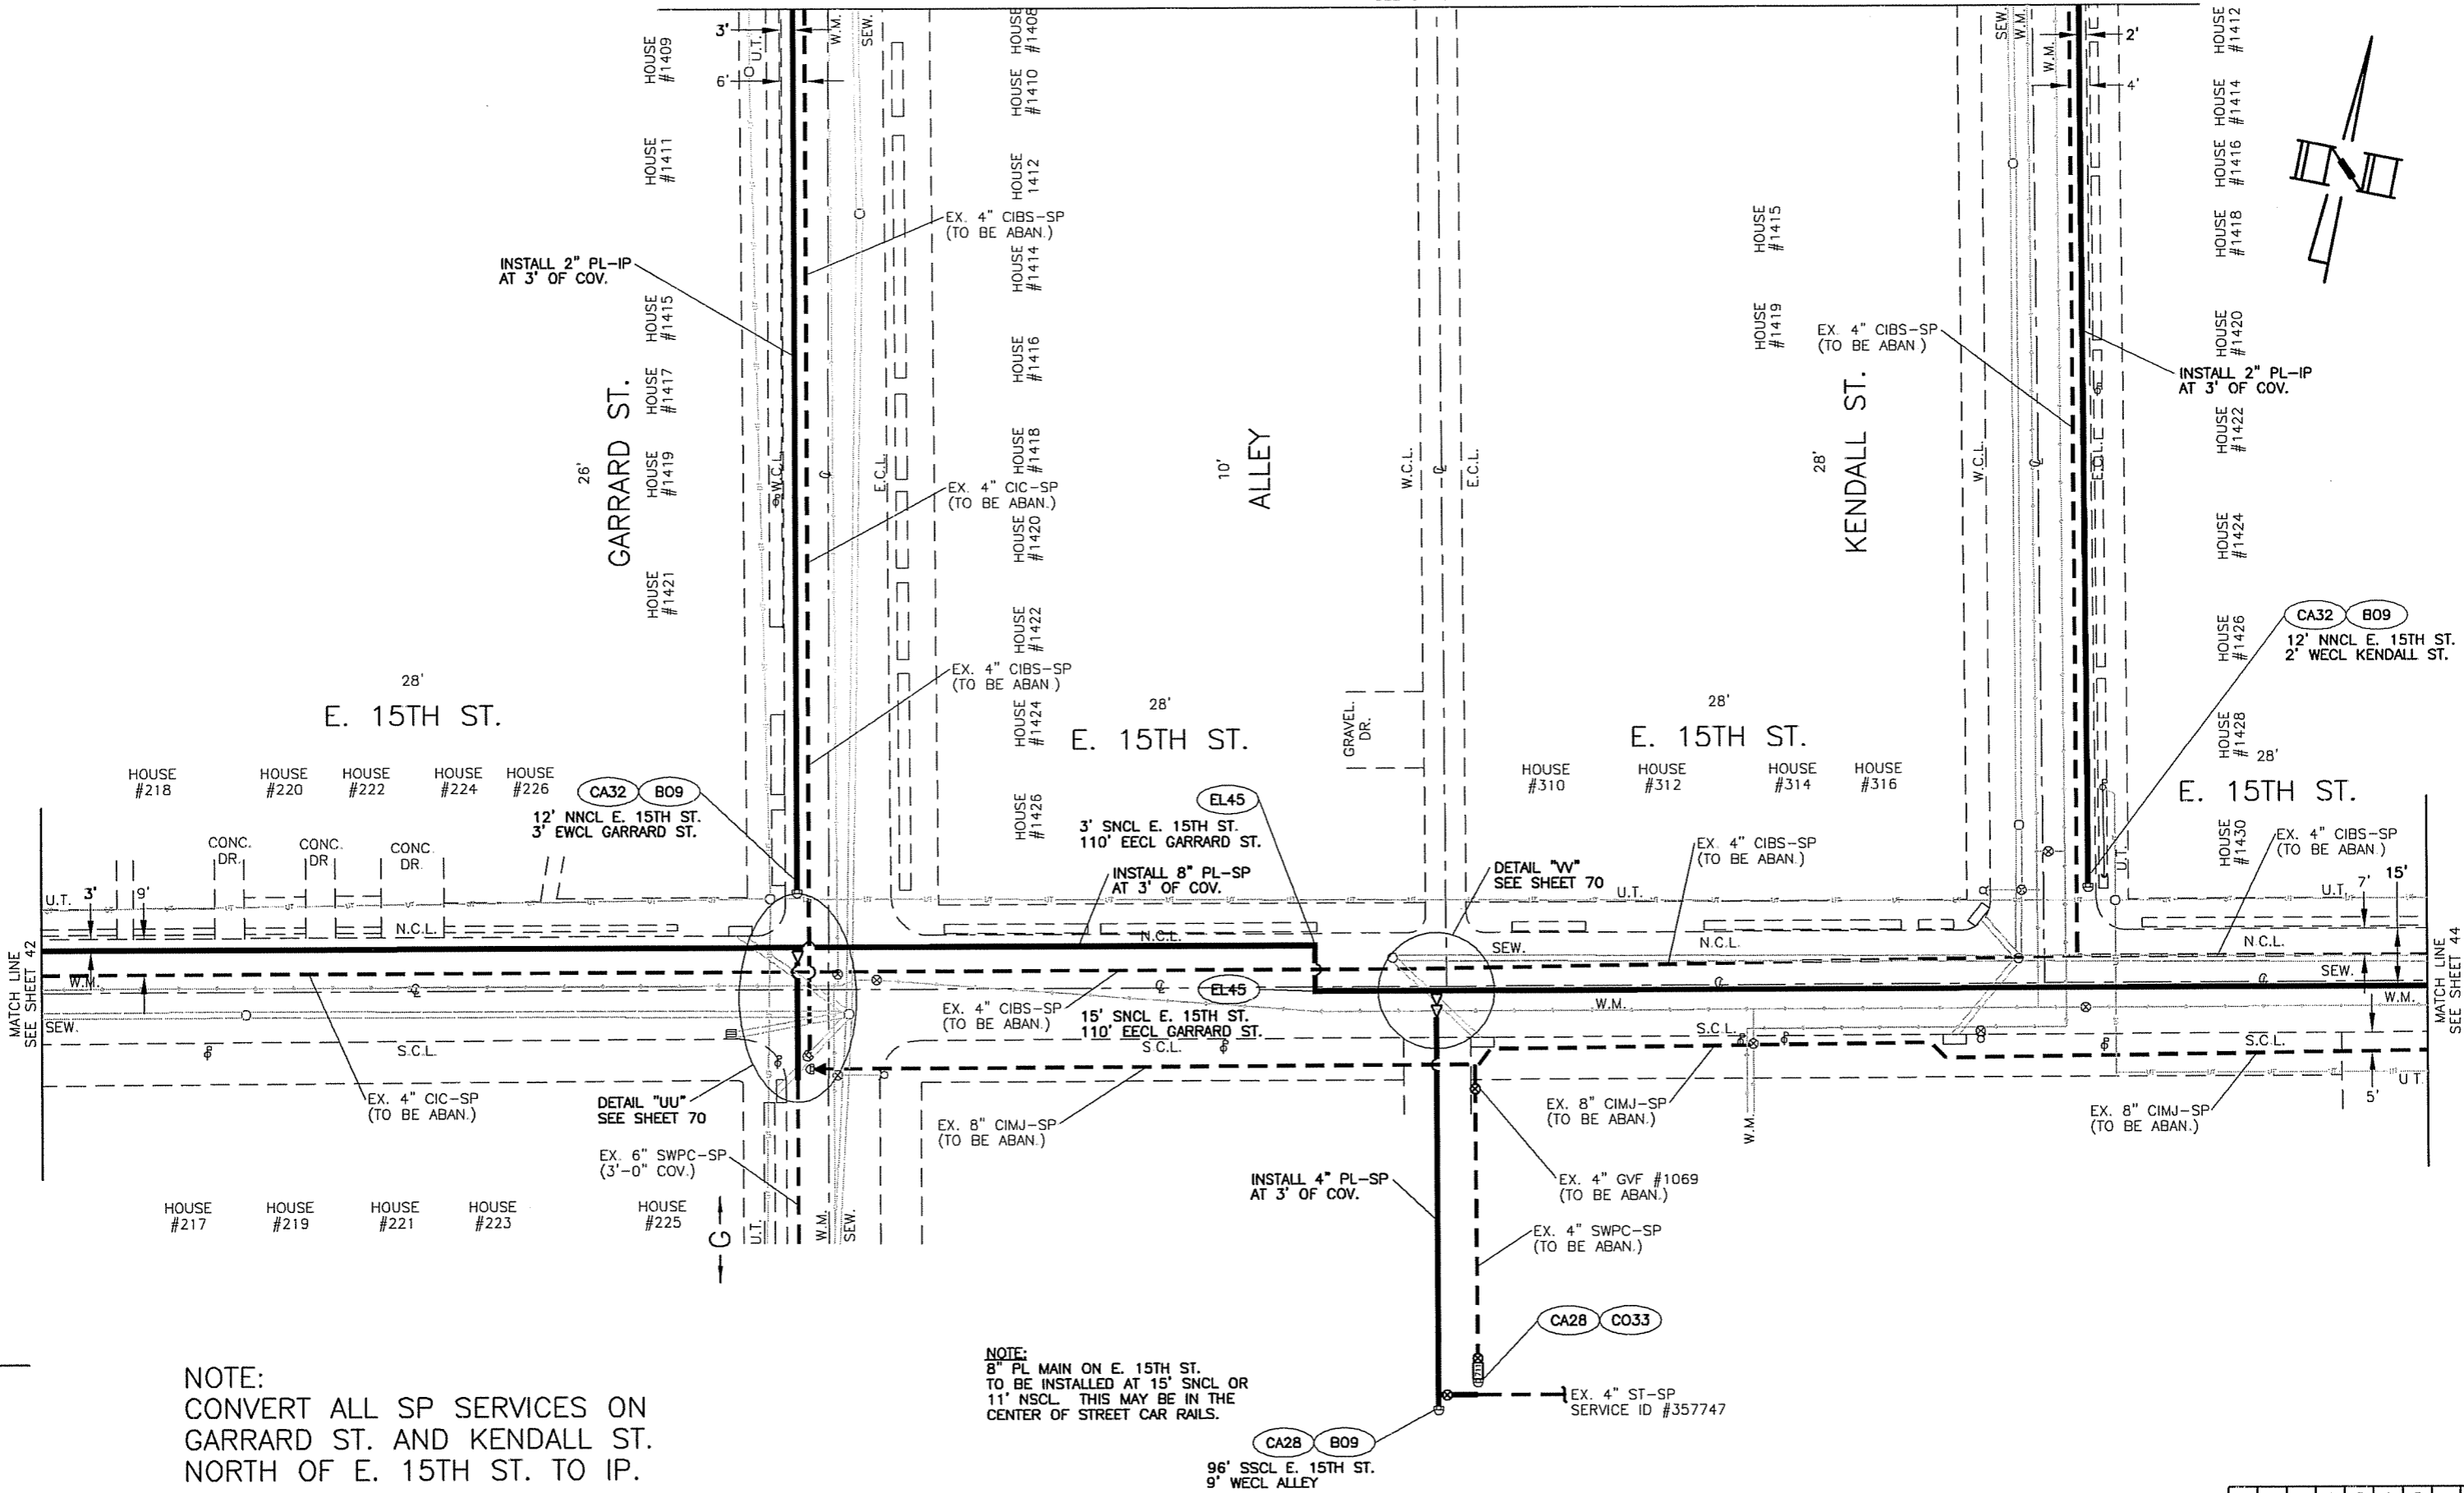 3'
U.T.
W.M.
SEW.
6'
HOUSE
#1409
HOUSE
#1411
HOUSE
#1415
HOUSE
#1417
HOUSE
#1419
HOUSE
#1421
GARRARD ST.
26'
INSTALL 2" PL-IP
AT 3' OF COV.
W.C.L.
E.C.L.
EX. 4" CIBS-SP
(TO BE ABAN.)
EX. 4" CIC-SP
(TO BE ABAN.)
EX. 4" CIBS-SP
(TO BE ABAN.)
HOUSE
#1408
HOUSE
#1410
HOUSE
1412
HOUSE
#1414
HOUSE
#1416
HOUSE
#1418
HOUSE
#1420
HOUSE
#1422
HOUSE
#1424
HOUSE
#1426
10'
ALLEY
W.C.L.
E.C.L.
GRAVEL.
DR.
HOUSE
#1415
HOUSE
#1419
28'
KENDALL ST.
EX. 4" CIBS-SP
(TO BE ABAN.)
SEW.
W.M.
W.M.
2'
4'
W.C.L.
E.C.L.
INSTALL 2" PL-IP
AT 3' OF COV.
HOUSE
#1412
HOUSE
#1414
HOUSE
#1416
HOUSE
#1418
HOUSE
#1420
HOUSE
#1422
HOUSE
#1424
HOUSE
#1426
HOUSE
#1428
HOUSE
#1430
CA32 B09
12' NNCL E. 15TH ST.
2' WECL KENDALL ST.
28'
E. 15TH ST.
28'
E. 15TH ST.
28'
E. 15TH ST.
28'
E. 15TH ST.
HOUSE
#218
HOUSE
#220
HOUSE
#222
HOUSE
#224
HOUSE
#226
CONC.
DR.
CONC.
DR
CONC.
DR.
CA32 B09
12' NNCL E. 15TH ST.
3' EWCL GARRARD ST.
EL45
3' SNCL E. 15TH ST.
110' EECL GARRARD ST.
INSTALL 8" PL-SP
AT 3' OF COV.
DETAIL "VV"
SEE SHEET 70
HOUSE
#310
HOUSE
#312
HOUSE
#314
HOUSE
#316
EX. 4" CIBS-SP
(TO BE ABAN.)
EX. 4" CIBS-SP
(TO BE ABAN.)
U.T.
3'
9'
N.C.L.
N.C.L.
U.T.
SEW.
N.C.L.
U.T.
U.T.
7'
15'
N.C.L.
SEW.
W.M.
MATCH LINE
SEE SHEET 42
W.M.
SEW.
S.C.L.
EX. 4" CIBS-SP
(TO BE ABAN.)
EL45
15' SNCL E. 15TH ST.
110' EECL GARRARD ST.
S.C.L.
W.M.
S.C.L.
S.C.L.
U.T.
5'
MATCH LINE
SEE SHEET 44
EX. 4" CIC-SP
(TO BE ABAN.)
DETAIL "UU"
SEE SHEET 70
EX. 6" SWPC-SP
(3'-0" COV.)
EX. 8" CIMJ-SP
(TO BE ABAN.)
EX. 8" CIMJ-SP
(TO BE ABAN.)
W.M.
EX. 8" CIMJ-SP
(TO BE ABAN.)
HOUSE
#217
HOUSE
#219
HOUSE
#221
HOUSE
#223
HOUSE
#225
G
U.T.
W.M.
SEW.
INSTALL 4" PL-SP
AT 3' OF COV.
EX. 4" GVF #1069
(TO BE ABAN.)
EX. 4" SWPC-SP
(TO BE ABAN.)
CA28 CO33
EX. 4" ST-SP
SERVICE ID #357747
CA28 B09
96' SSCL E. 15TH ST.
9' WECL ALLEY
NOTE:
8" PL MAIN ON E. 15TH ST.
TO BE INSTALLED AT 15' SNCL OR
11' NSCL. THIS MAY BE IN THE
CENTER OF STREET CAR RAILS.
NOTE:
CONVERT ALL SP SERVICES ON
GARRARD ST. AND KENDALL ST.
NORTH OF E. 15TH ST. TO IP.